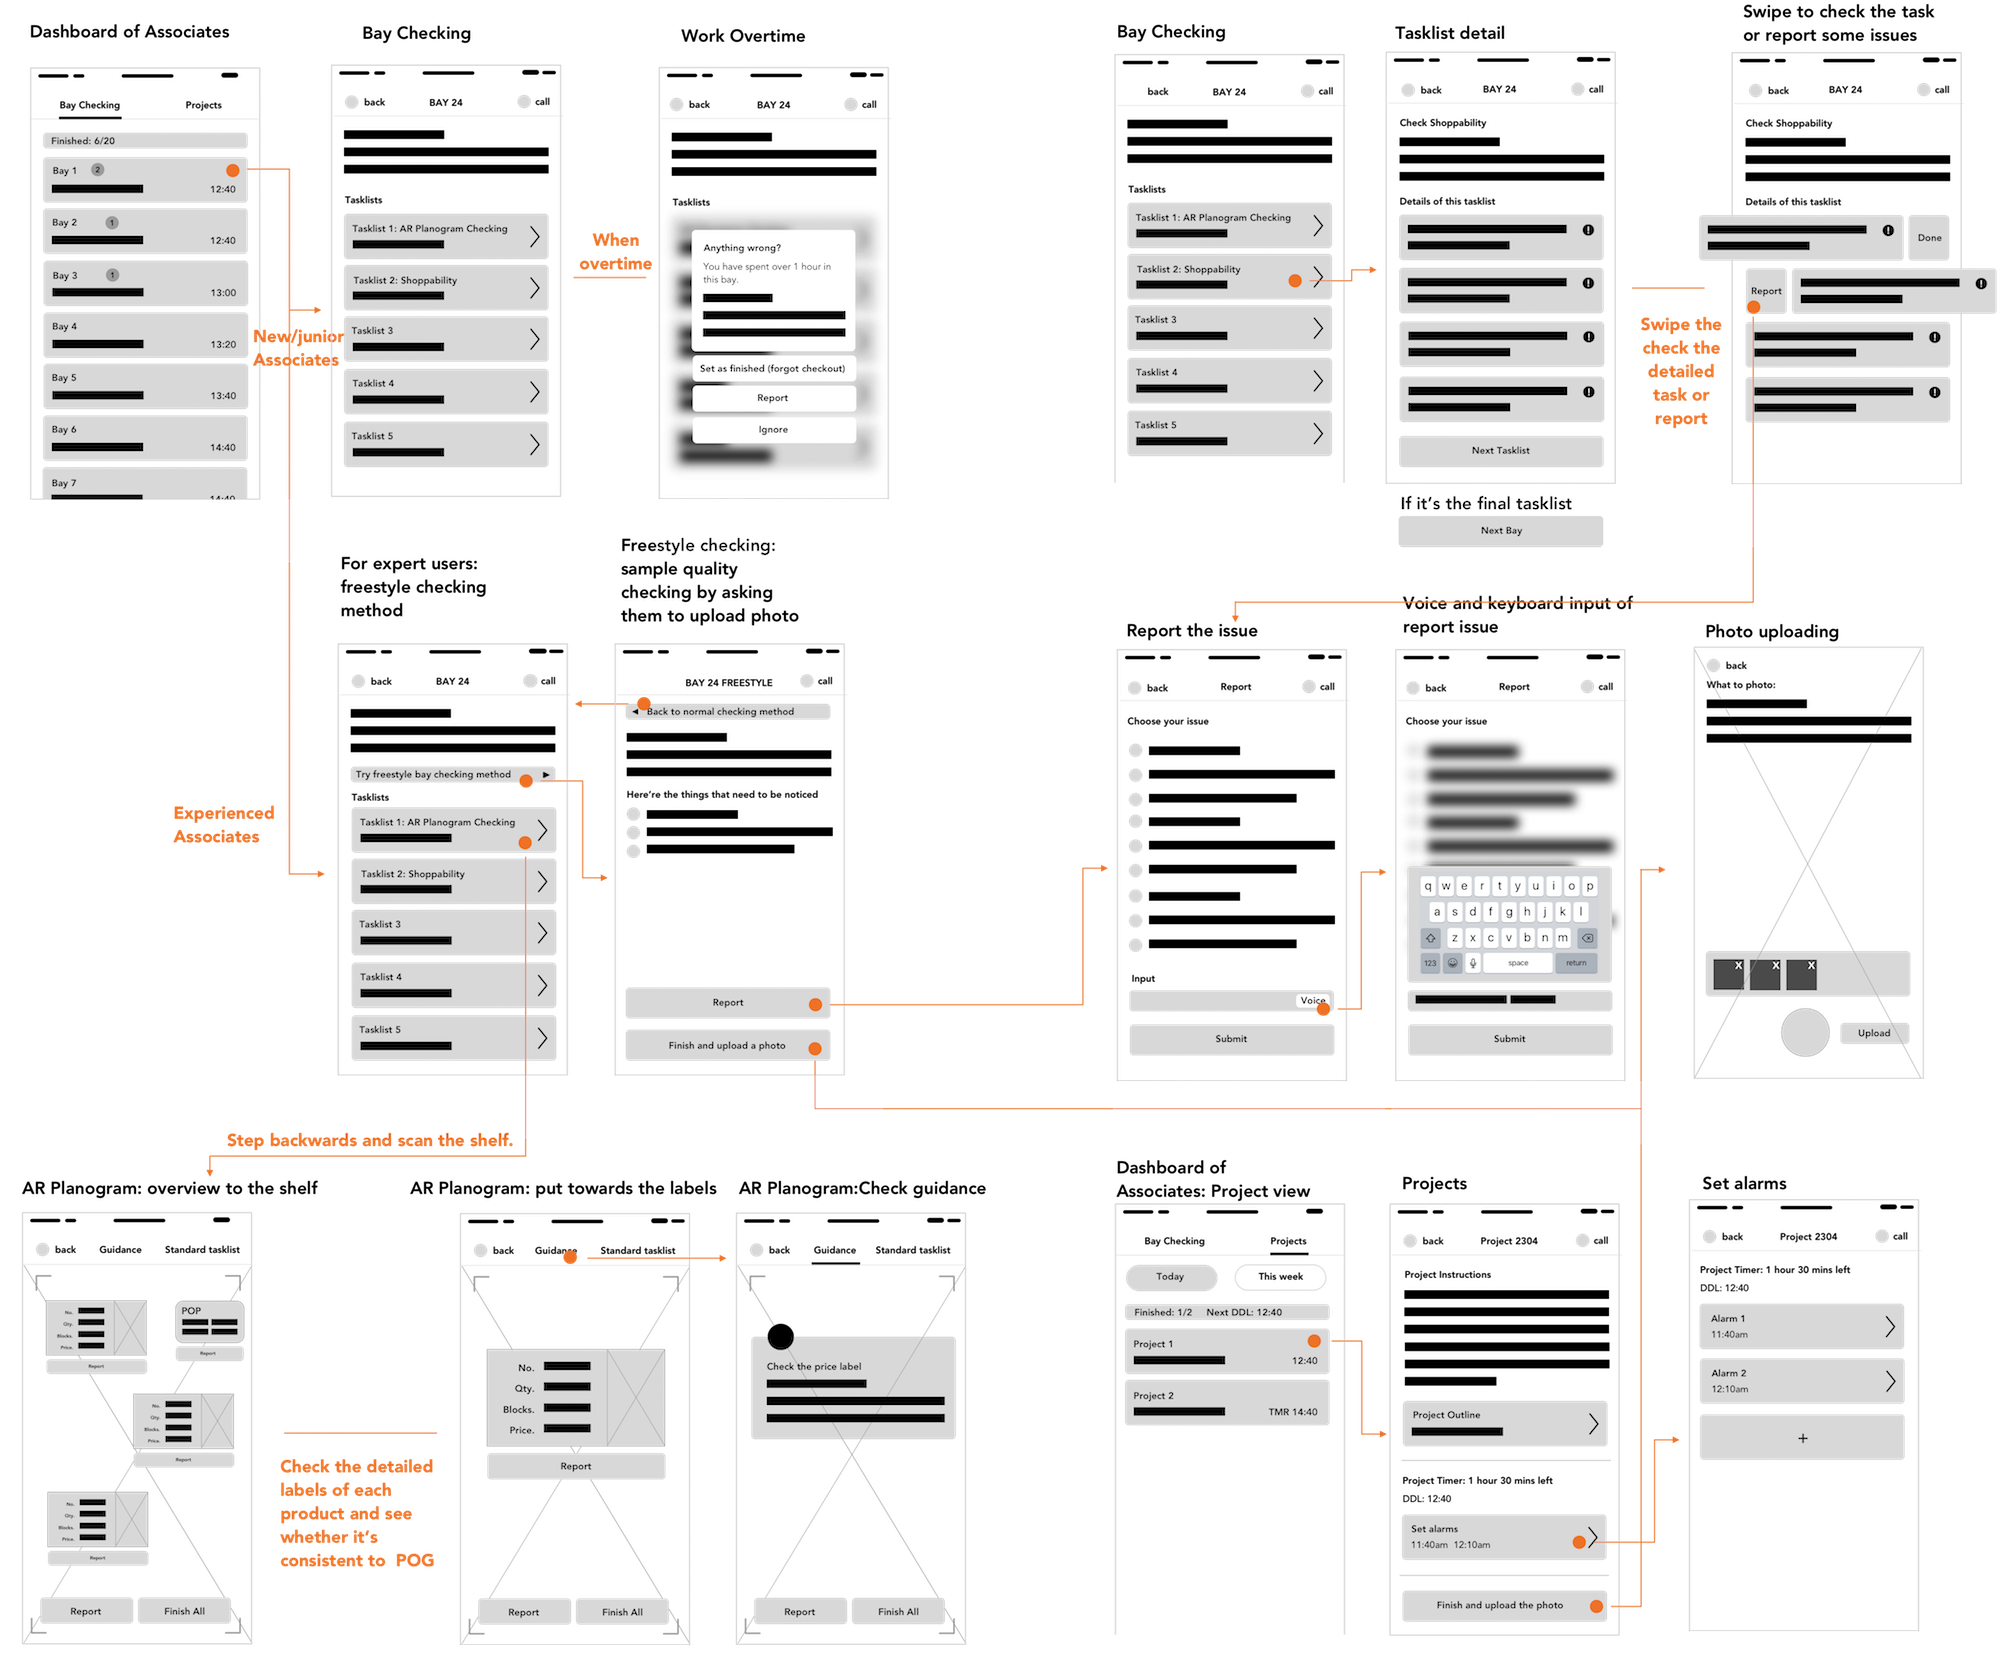 Dashboard of Associates
Bay Checking
Projects
Finished: 6/20
Bay 1
2
12:40
Bay 2
1
12:40
Bay 3
1
13:00
Bay 4
13:20
Bay 5
13:40
Bay 6
14:40
Bay 7
14:40
New/junior
Associates
Bay Checking
back
BAY 24
call
Tasklists
Tasklist 1: AR Planogram Checking
Tasklist 2: Shoppability
Tasklist 3
Tasklist 4
Tasklist 5
When
overtime
Work Overtime
back
BAY 24
call
Tasklists
Anything wrong?
You have spent over 1 hour in
this bay.
Set as finished (forgot checkout)
Report
Ignore
Bay Checking
back
BAY 24
call
Tasklists
Tasklist 1: AR Planogram Checking
Tasklist 2: Shoppability
Tasklist 3
Tasklist 4
Tasklist 5
Tasklist detail
back
BAY 24
call
Check Shoppability
Details of this tasklist
!
!
!
!
Next Tasklist
If it's the final tasklist
Next Bay
Swipe the
check the
detailed
task or
report
Swipe to check the task
or report some issues
back
BAY 24
call
Check Shoppability
Details of this tasklist
!
Done
Report
!
!
!
Experienced
Associates
For expert users:
freestyle checking
method
back
BAY 24
call
Try freestyle bay checking method
Tasklists
Tasklist 1: AR Planogram Checking
Tasklist 2: Shoppability
Tasklist 3
Tasklist 4
Tasklist 5
Freestyle checking:
sample quality
checking by asking
them to upload photo
BAY 24 FREESTYLE
call
Back to normal checking method
Here're the things that need to be noticed
Report
Finish and upload a photo
Report the issue
back
Report
call
Choose your issue
Input
Voice
Submit
Voice and keyboard input of
report issue
back
Report
call
Choose your issue
q w e r t y u i o p
a s d f g h j k l
z x c v b n m
123
space
return
Submit
Photo uploading
back
What to photo:
X
X
X
Upload
Step backwards and scan the shelf.
AR Planogram: overview to the shelf
back
Guidance
Standard tasklist
No.
Qty.
Blocks.
Price.
Report
POP
Report
No.
Qty.
Blocks.
Price.
Report
No.
Qty.
Blocks.
Price.
Report
Report
Finish All
Check the detailed
labels of each
product and see
whether it's
consistent to POG
AR Planogram: put towards the labels
back
Guidance
Standard tasklist
No.
Qty.
Blocks.
Price.
Report
Report
Finish All
AR Planogram:Check guidance
back
Guidance
Standard tasklist
Check the price label
Report
Finish All
Dashboard of
Associates: Project view
Bay Checking
Projects
Today
This week
Finished: 1/2 Next DDL: 12:40
Project 1
12:40
Project 2
TMR 14:40
Projects
back
Project 2304
call
Project Instructions
Project Outline
Project Timer: 1 hour 30 mins left
DDL: 12:40
Set alarms
11:40am 12:10am
Finish and upload the photo
Set alarms
back
Project 2304
call
Project Timer: 1 hour 30 mins left
DDL: 12:40
Alarm 1
11:40am
Alarm 2
12:10am
+